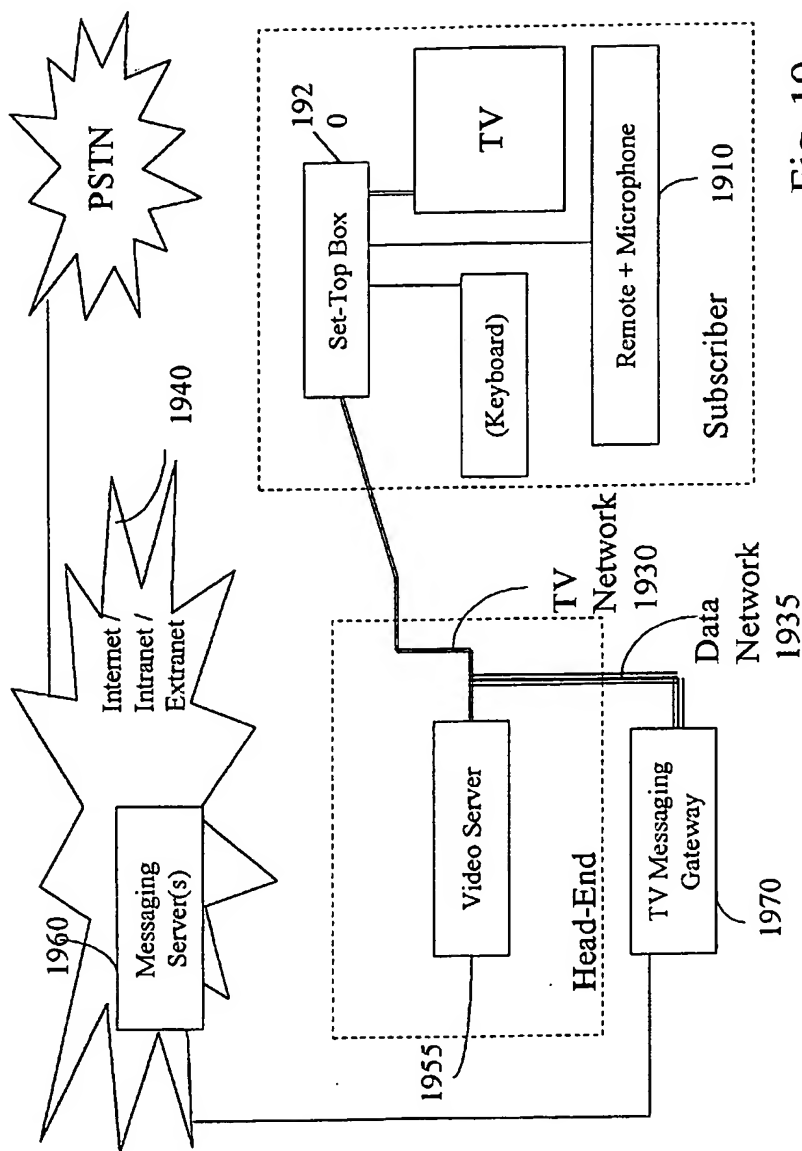 PSTN
1940
Internet /
Intranet /
Extranet
1960
Messaging
Server(s)
192
0
Set-Top Box
TV
(Keyboard)
Remote + Microphone
1910
Subscriber
TV
Network
1930
Video Server
1955
Head-End
Data
Network
1935
TV Messaging
Gateway
1970
Fig